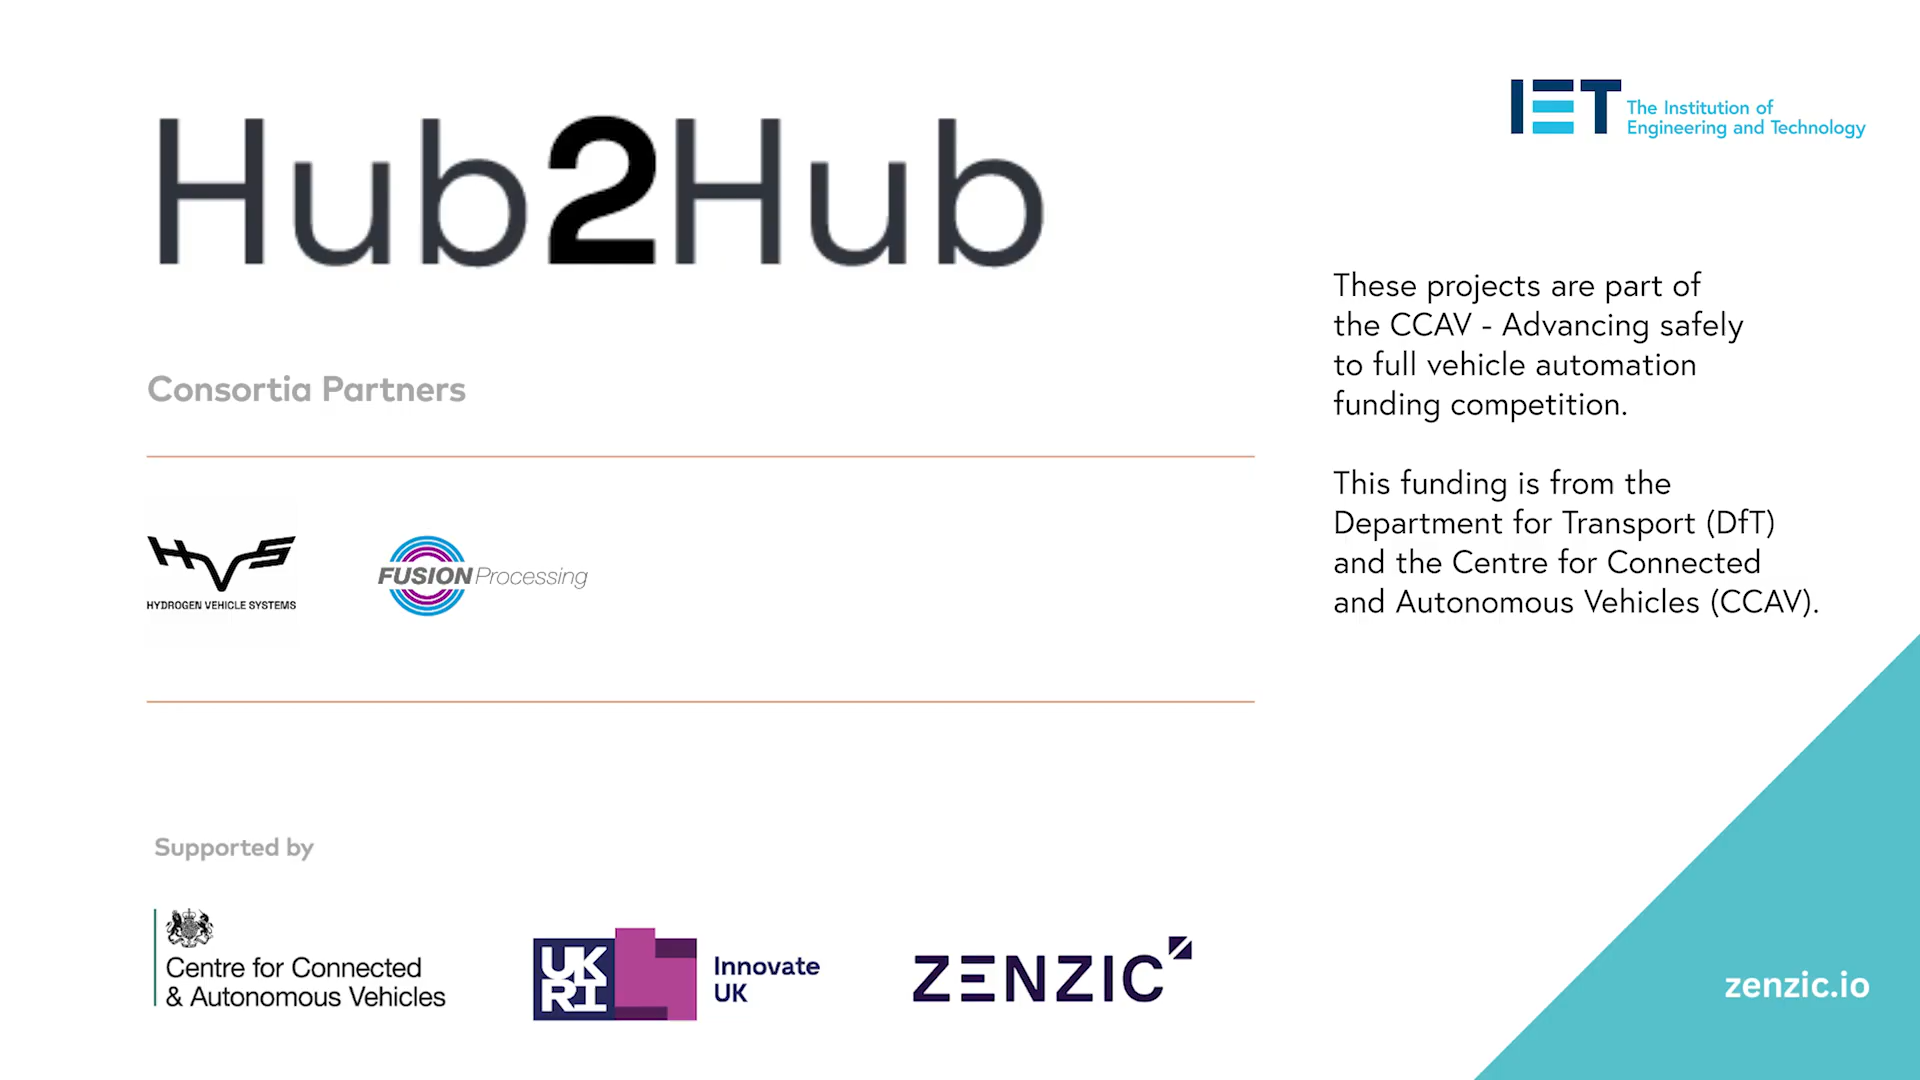 Hub2Hub
IET The Institution of
Engineering and Technology
These projects are part of
the CCAV - Advancing safely
to full vehicle automation
funding competition.
This funding is from the
Department for Transport (DfT)
and the Centre for Connected
and Autonomous Vehicles (CCAV).
Consortia Partners
HVS
HYDROGEN VEHICLE SYSTEMS
FUSION Processing
Supported by
Centre for Connected
& Autonomous Vehicles
UK
RI
Innovate
UK
ZENZIC
zenzic.io